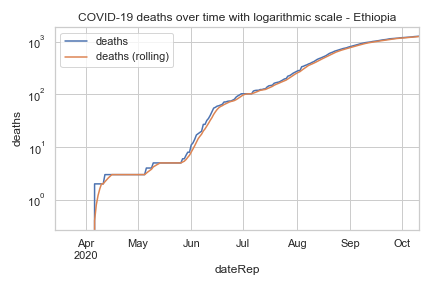 COVID-19 deaths over time with logarithmic scale - Ethiopia
deaths
deaths (rolling)
10³
10²
10¹
10⁰
deaths
Apr May Jun Jul Aug Sep Oct
2020
dateRep